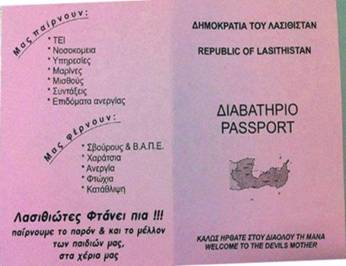 Μας παίρνουν:
* ΤΕΙ
* Νοσοκομεια
* Υπηρεσίες
* Μαρίνες
* Μισθούς
* Συντάξεις
* Επιδόματα ανεργίας
Μας φέρνουν:
* Σβούρους & Β.Α.Π.Ε.
* Χαράτσια
* Ανεργία
* Φτώχια
* Κατάθλιψη
Λασιθιώτες Φτάνει πια !!!
παίρνουμε το παρόν & και το μέλλον
των παιδιών μας,
στα χέρια μας
ΔΗΜΟΚΡΑΤΙΑ ΤΟΥ ΛΑΣΙΘΙΣΤΑΝ
REPUBLIC OF LASITHISTAN
ΔΙΑΒΑΤΗΡΙΟ
PASSPORT
ΚΑΛΩΣ ΗΡΘΑΤΕ ΣΤΟΥ ΔΙΑΟΛΟΥ ΤΗ ΜΑΝΑ
WELCOME TO THE DEVILS MOTHER